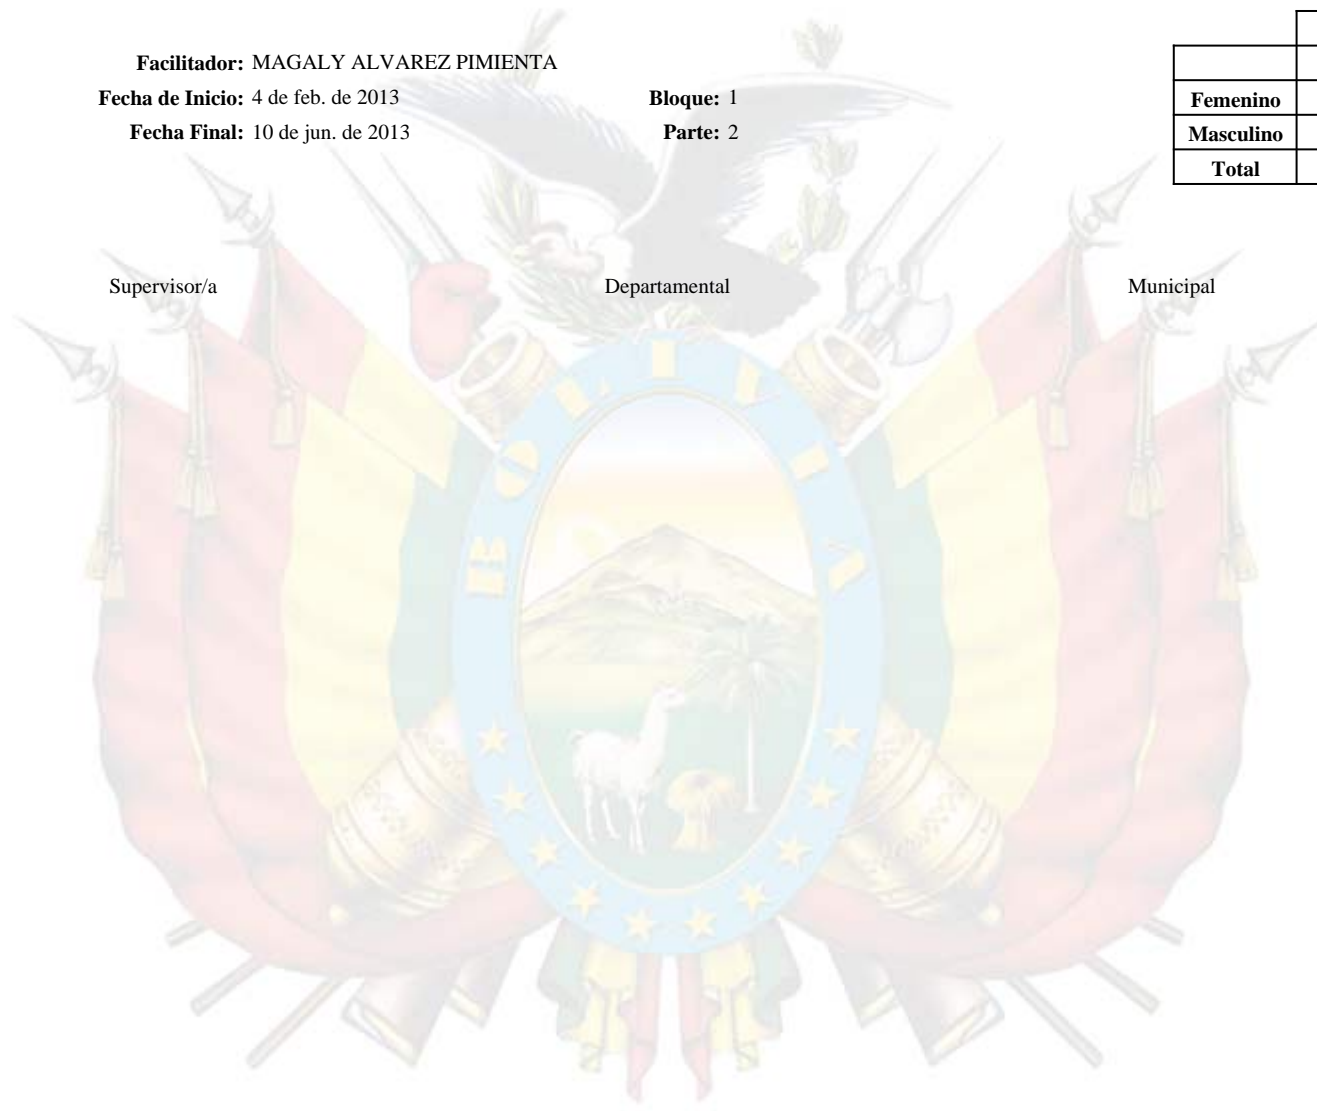 Facilitador: MAGALY ALVAREZ PIMIENTA
Fecha de Inicio: 4 de feb. de 2013 Bloque: 1
Femenino
Fecha Final: 10 de jun. de 2013 Parte: 2
Masculino
Total
Supervisor/a Departamental Municipal
BOLIVIA